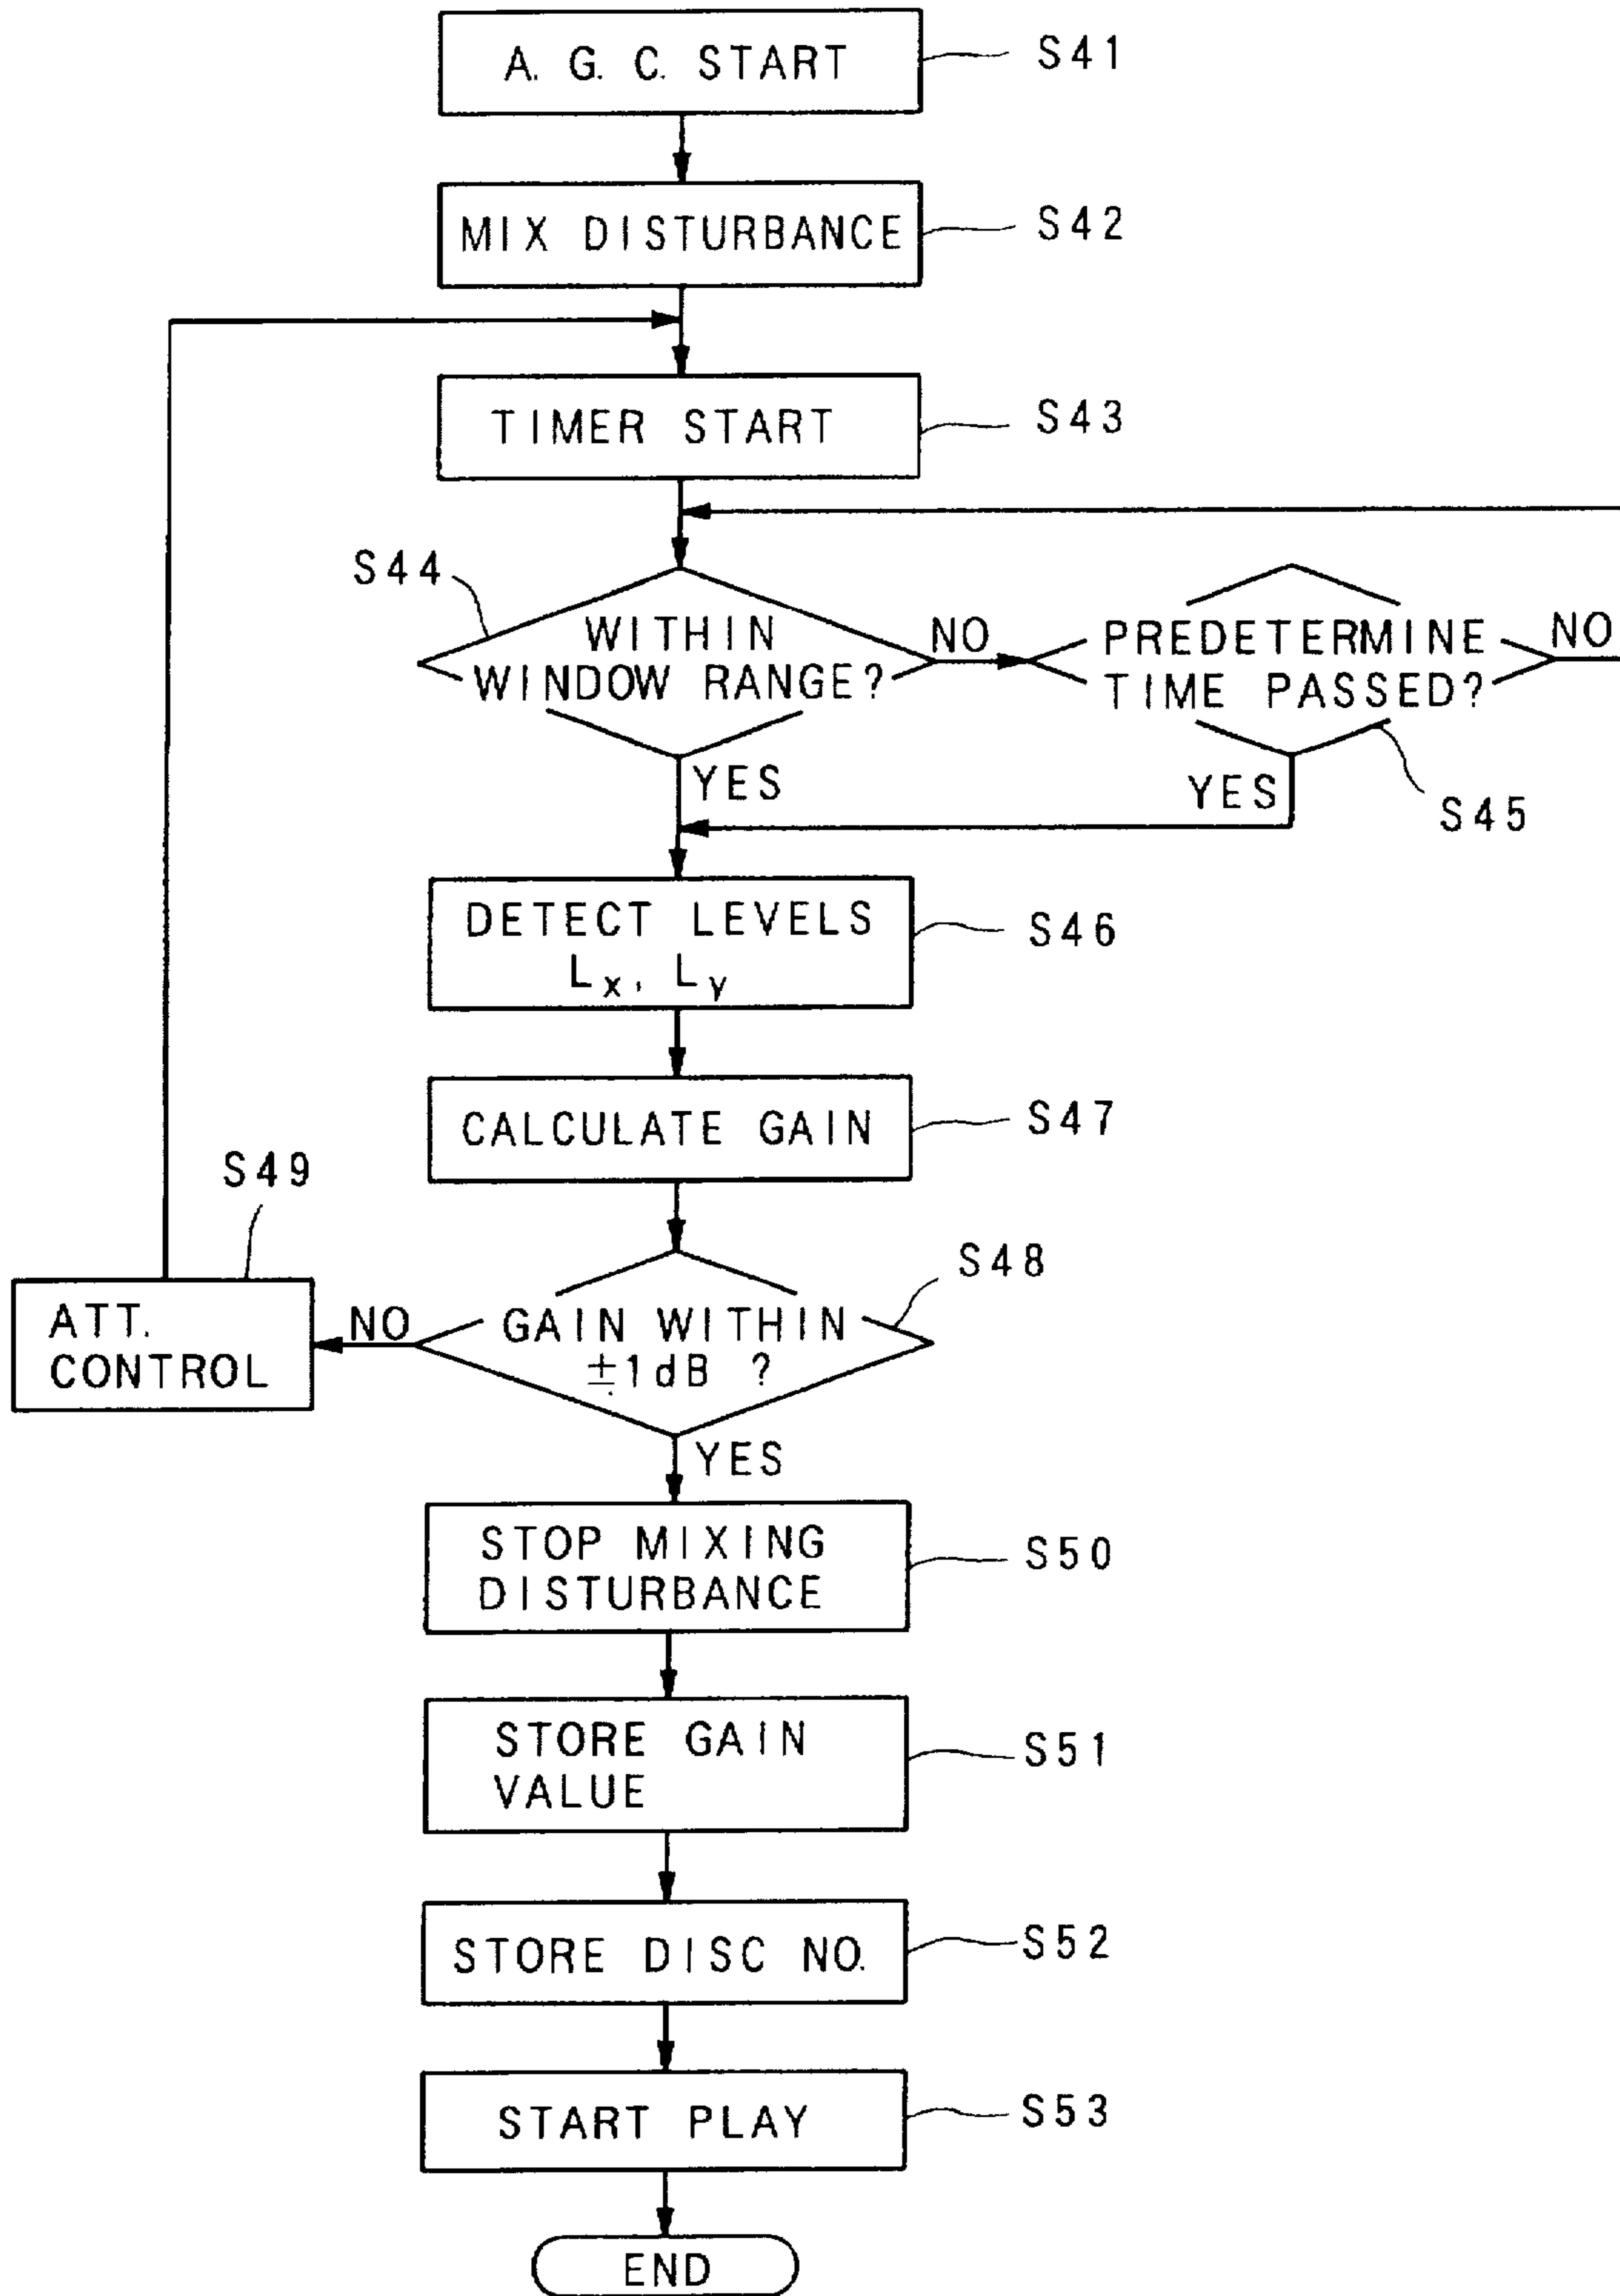 A. G. C. START
S41
MIX DISTURBANCE
S42
TIMER START
S43
S44
WITHIN
WINDOW RANGE?
NO
PREDETERMINE
TIME PASSED?
NO
YES
YES
S45
DETECT LEVELS
Lx, Ly
S46
CALCULATE GAIN
S47
S49
S48
ATT.
CONTROL
NO
GAIN WITHIN
±1dB ?
YES
STOP MIXING
DISTURBANCE
S50
STORE GAIN
VALUE
S51
STORE DISC NO.
S52
START PLAY
S53
END